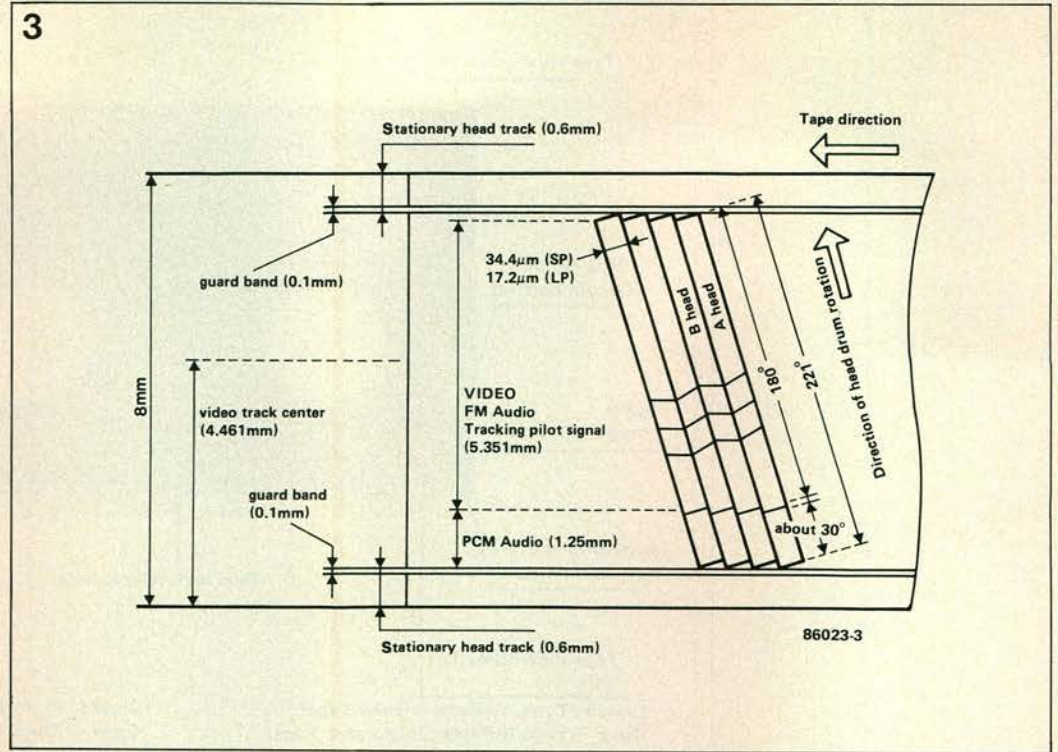 3
Stationary head track (0.6mm)
Tape direction
guard band (0.1mm)
34.4µm (SP)
17.2µm (LP)
B head
A head
180°
221°
Direction of head drum rotation
8mm
video track center
(4.461mm)
VIDEO
FM Audio
Tracking pilot signal
(5.351mm)
guard band
(0.1mm)
PCM Audio (1.25mm)
about 30°
Stationary head track (0.6mm)
86023-3